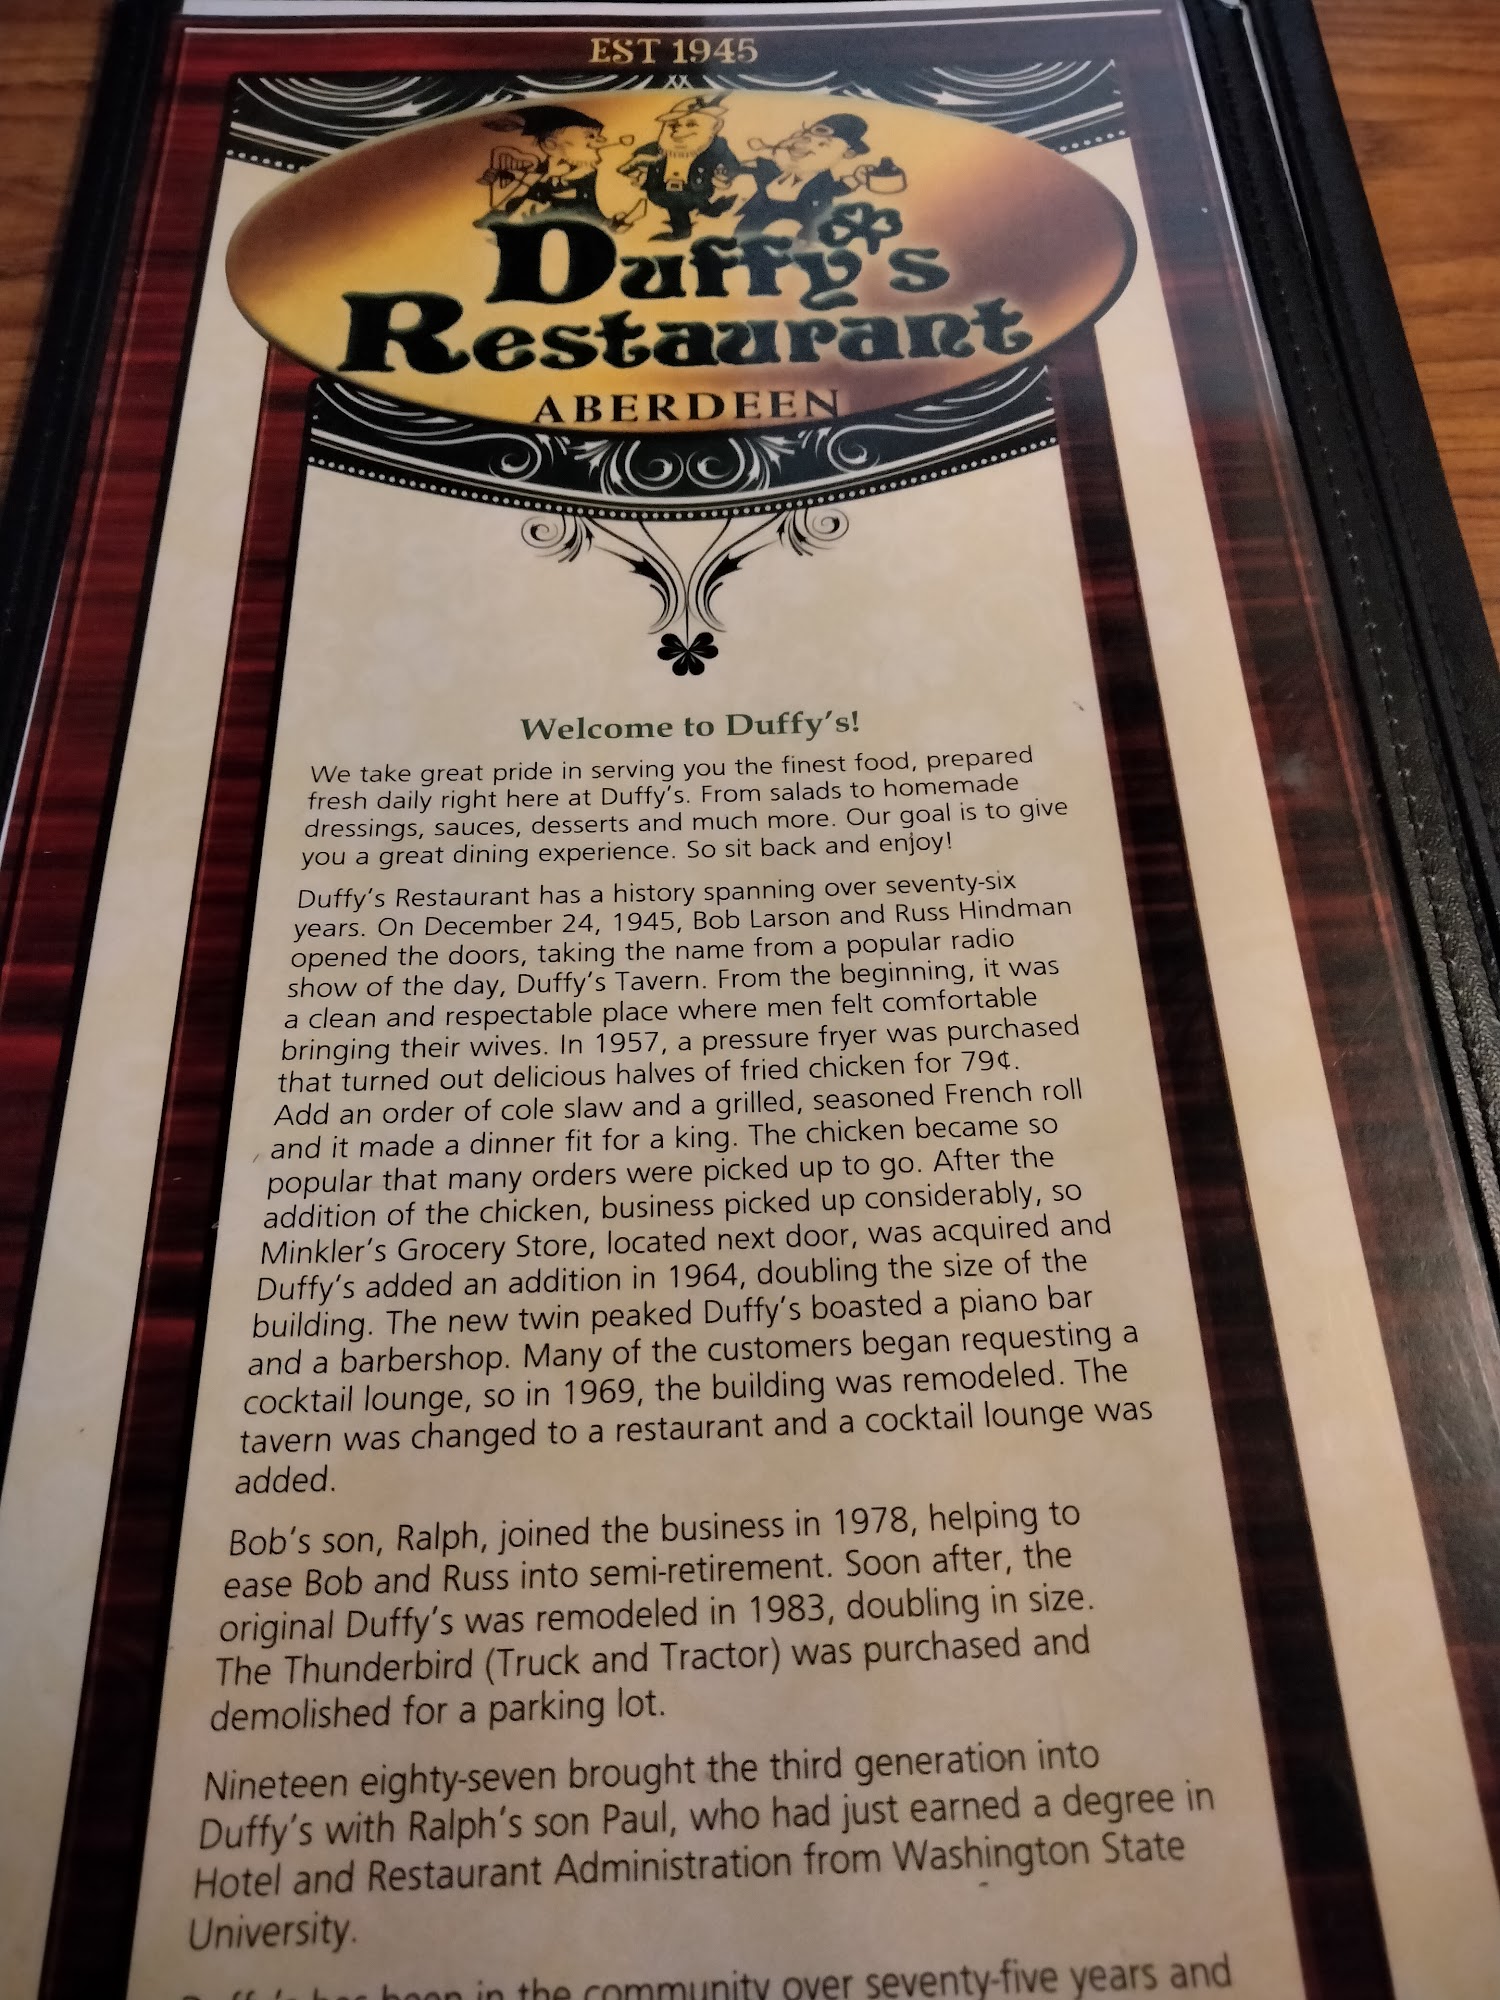 EST 1945
Duffy's
Restaurant
ABERDEEN
Welcome to Duffy's!
We take great pride in serving you the finest food, prepared
fresh daily right here at Duffy's. From salads to homemade
dressings, sauces, desserts and much more. Our goal is to give
you a great dining experience. So sit back and enjoy!
Duffy's Restaurant has a history spanning over seventy-six
years. On December 24, 1945, Bob Larson and Russ Hindman
opened the doors, taking the name from a popular radio
show of the day, Duffy's Tavern. From the beginning, it was
a clean and respectable place where men felt comfortable
bringing their wives. In 1957, a pressure fryer was purchased
that turned out delicious halves of fried chicken for 79¢.
Add an order of cole slaw and a grilled, seasoned French roll
and it made a dinner fit for a king. The chicken became so
popular that many orders were picked up to go. After the
addition of the chicken, business picked up considerably, so
Minkler's Grocery Store, located next door, was acquired and
Duffy's added an addition in 1964, doubling the size of the
building. The new twin peaked Duffy's boasted a piano bar
and a barbershop. Many of the customers began requesting a
cocktail lounge, so in 1969, the building was remodeled. The
tavern was changed to a restaurant and a cocktail lounge was
added.
Bob's son, Ralph, joined the business in 1978, helping to
ease Bob and Russ into semi-retirement. Soon after, the
original Duffy's was remodeled in 1983, doubling in size.
The Thunderbird (Truck and Tractor) was purchased and
demolished for a parking lot.
Nineteen eighty-seven brought the third generation into
Duffy's with Ralph's son Paul, who had just earned a degree in
Hotel and Restaurant Administration from Washington State
University.
Duffy's has been in the community over seventy-five years and